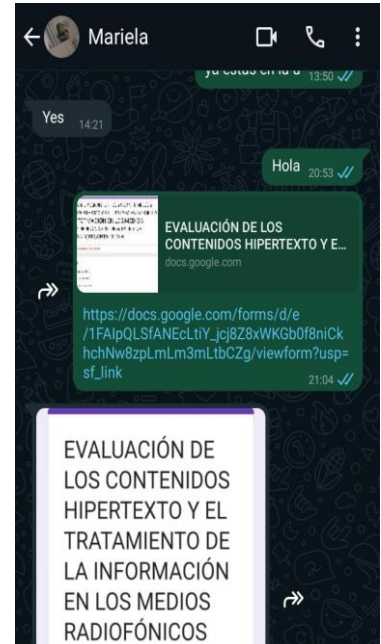 Mariela
ya estas en la u 13:50
Yes 14:21
Hola 20:53
EVALUACIÓN DE LOS
CONTENIDOS HIPERTEXTO Y E...
docs.google.com
https://docs.google.com/forms/d/e
/1FAIpQLSfANEcLtiY_jcj8Z8xWKGb0f8niCk
hchNw8zpLmLm3mLtbCZg/viewform?usp=
sf_link
21:04
EVALUACIÓN DE
LOS CONTENIDOS
HIPERTEXTO Y EL
TRATAMIENTO DE
LA INFORMACIÓN
EN LOS MEDIOS
RADIOFÓNICOS